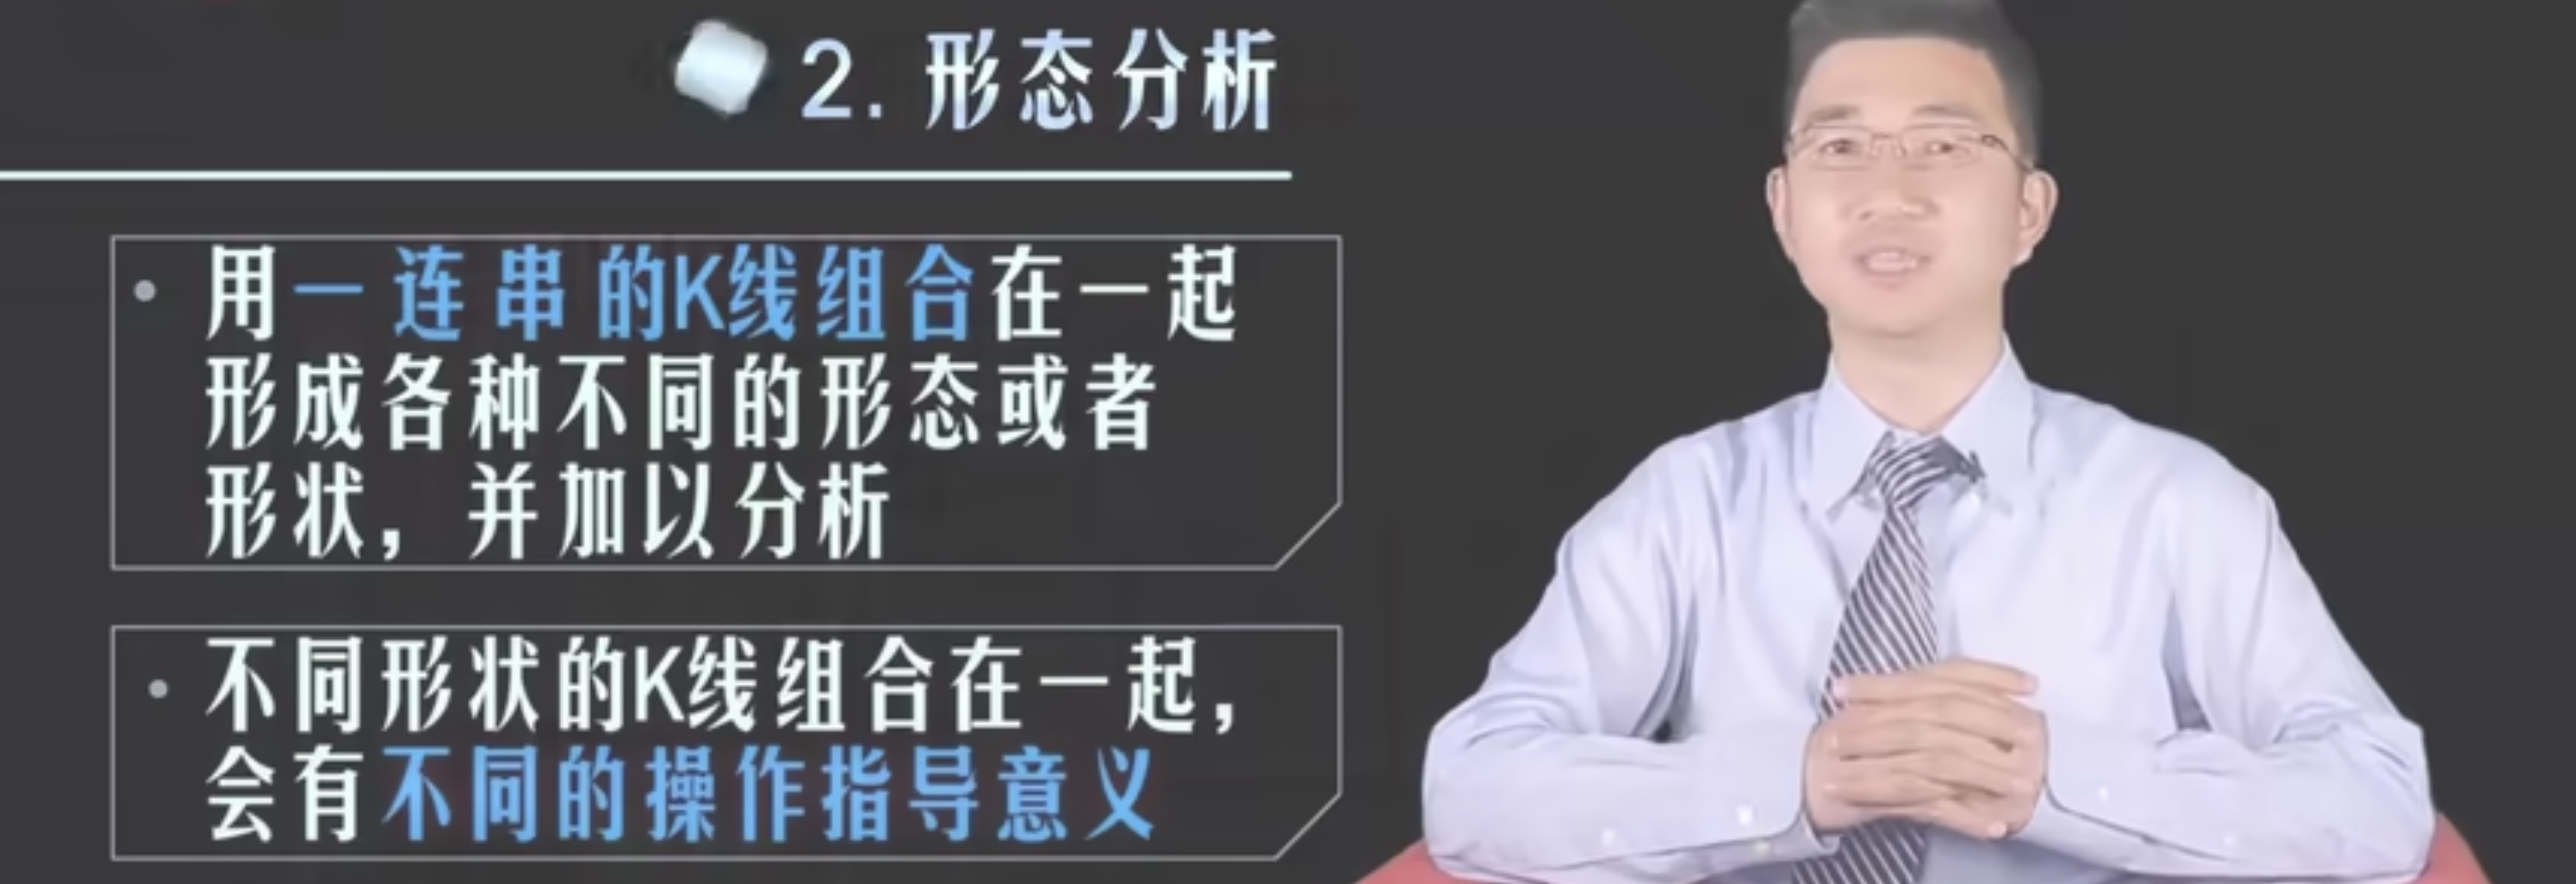 2. 形态分析
用一连串的K线组合在一起
形成各种不同的形态或者
形状，并加以分析
不同形状的K线组合在一起，
会有不同的操作指导意义